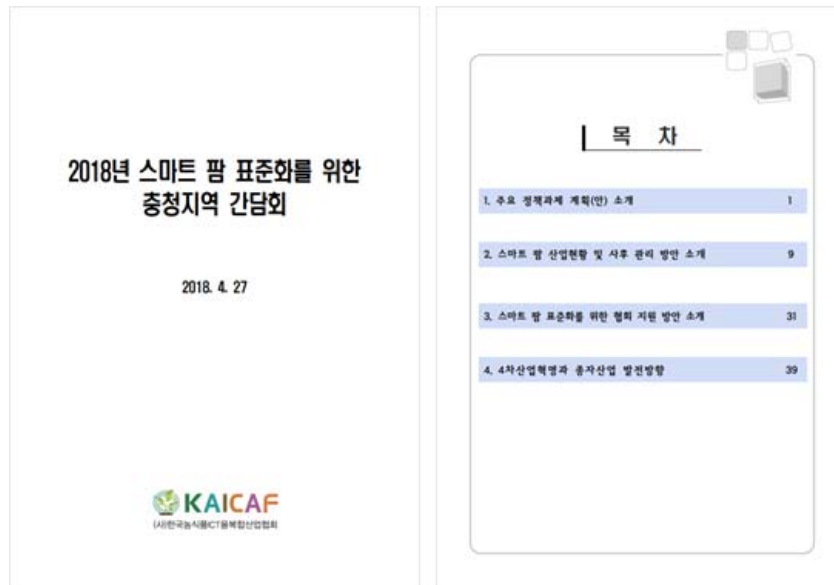 2018년 스마트 팜 표준화를 위한
충청지역 간담회
2018. 4. 27
KAICAF
(사)한국농식품ICT융복합산업협회
목 차
1. 주요 정책과제 계획(안) 소개 1
2. 스마트 팜 산업현황 및 사후 관리 방안 소개 9
3. 스마트 팜 표준화를 위한 협회 지원 방안 소개 31
4. 4차산업혁명과 종자산업 발전방향 39